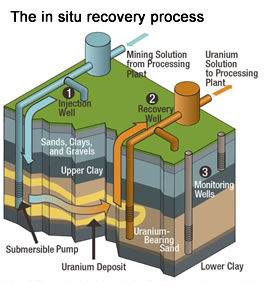 The in situ recovery process
Mining Solution
from Processing
Plant
Uranium
Solution
to Processing
Plant
1
Injection
Well
2
Recovery
Well
Sands, Clays,
and Gravels
Upper Clay
3
Monitoring
Wells
Uranium-
Bearing
Sand
Submersible Pump
Uranium Deposit
Lower Clay